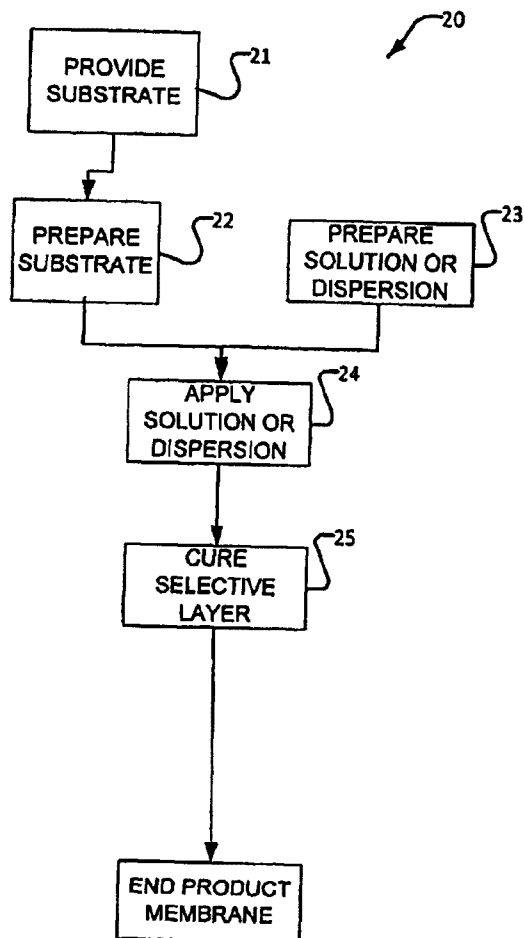 20
PROVIDE
SUBSTRATE
21
PREPARE
SUBSTRATE
22
PREPARE
SOLUTION OR
DISPERSION
23
APPLY
SOLUTION OR
DISPERSION
24
CURE
SELECTIVE
LAYER
25
END PRODUCT
MEMBRANE